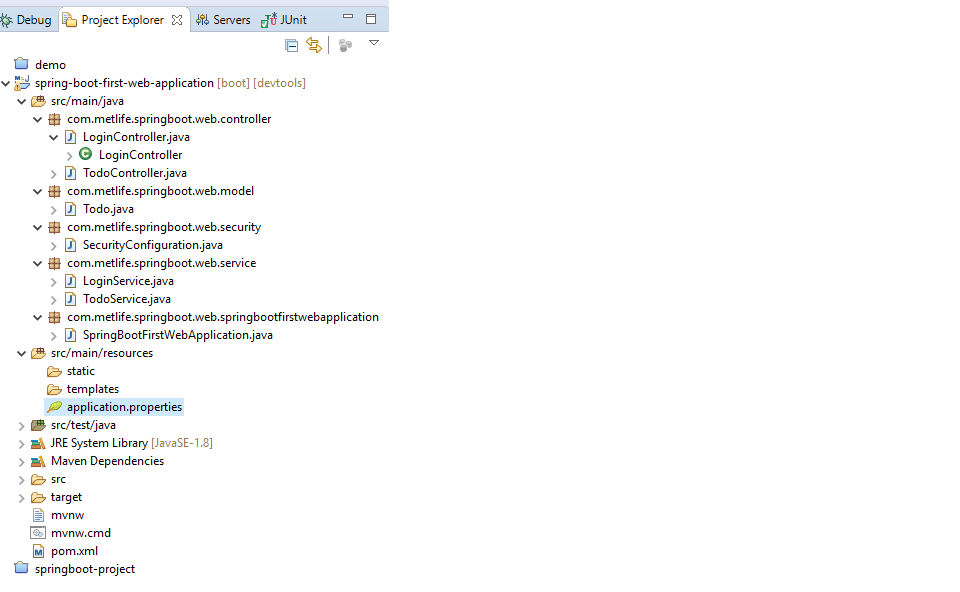 Debug Project Explorer Servers JUnit
demo
spring-boot-first-web-application [boot] [devtools]
src/main/java
com.metlife.springboot.web.controller
LoginController.java
LoginController
TodoController.java
com.metlife.springboot.web.model
Todo.java
com.metlife.springboot.web.security
SecurityConfiguration.java
com.metlife.springboot.web.service
LoginService.java
TodoService.java
com.metlife.springboot.web.springbootfirstwebapplication
SpringBootFirstWebApplication.java
src/main/resources
static
templates
application.properties
src/test/java
JRE System Library [JavaSE-1.8]
Maven Dependencies
src
target
mvnw
mvnw.cmd
pom.xml
springboot-project